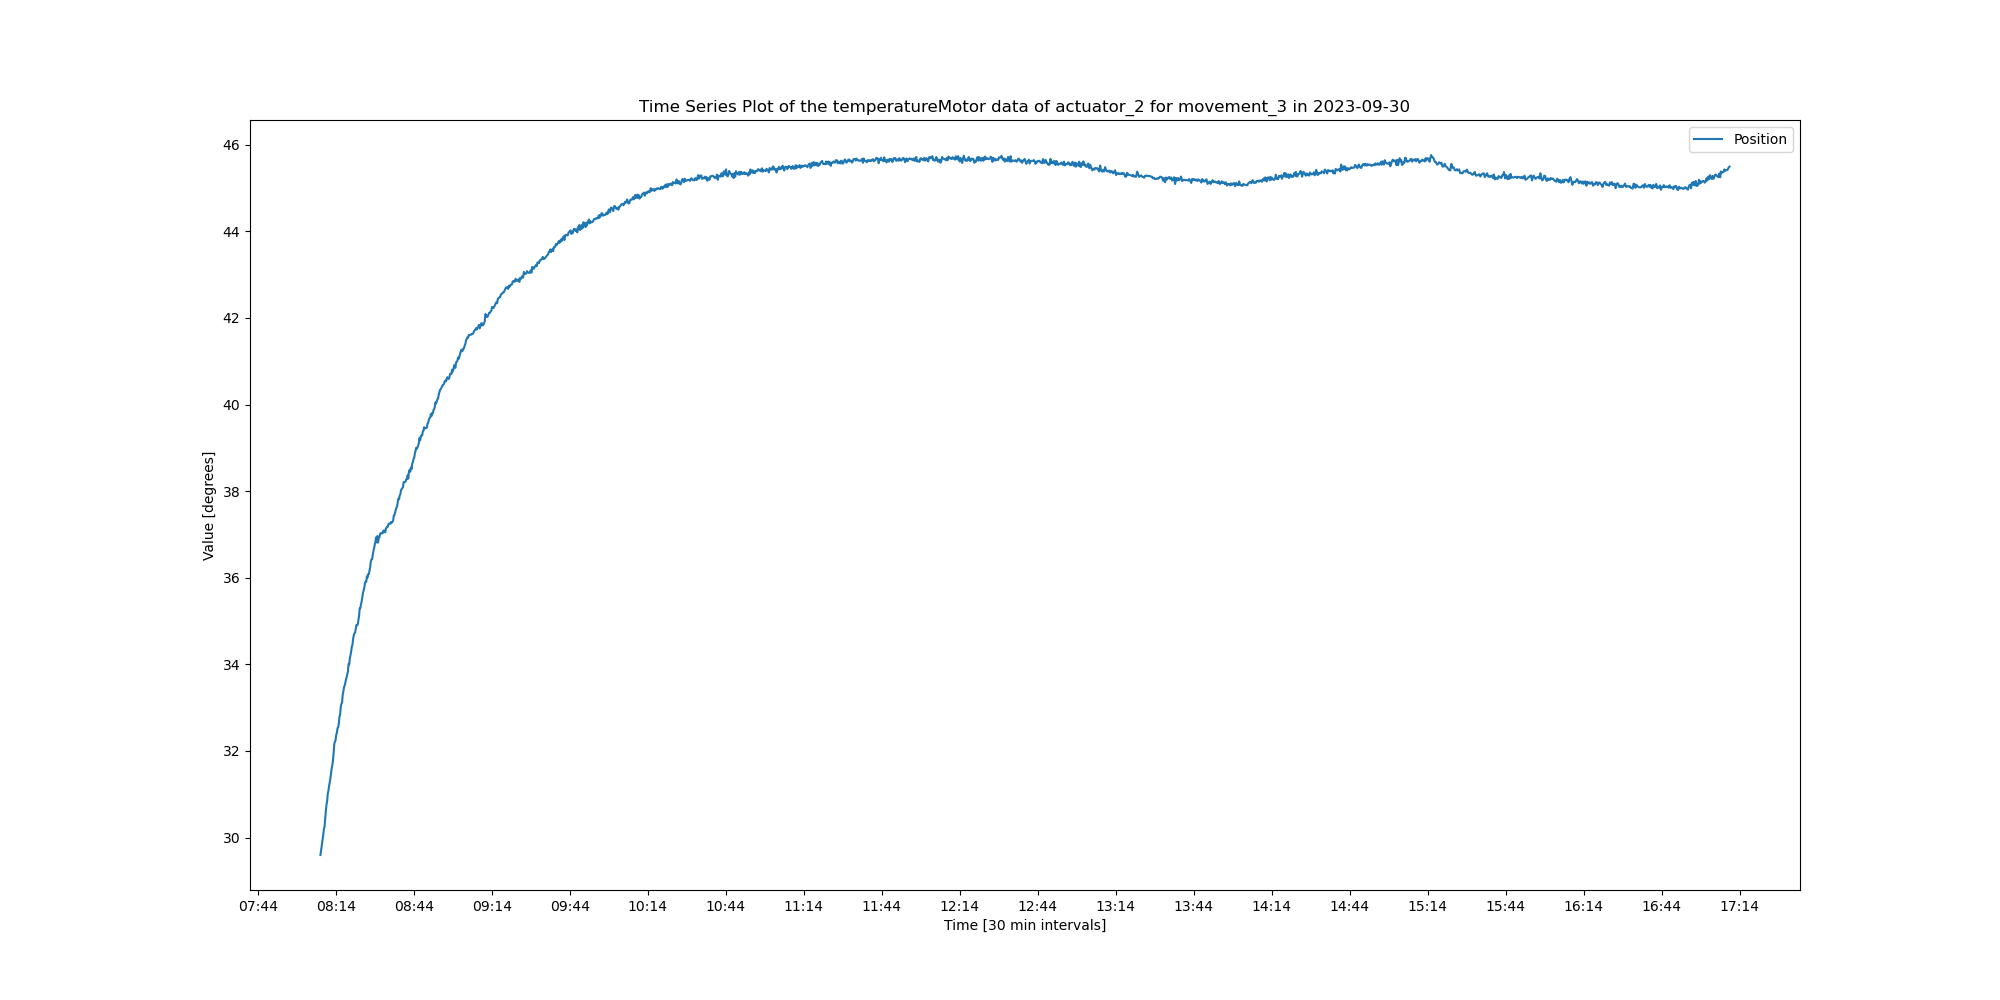 Time Series Plot of the temperatureMotor data of actuator_2 for movement_3 in 2023-09-30
Position
46
44
42
40
38
36
34
32
30
Value [degrees]
07:44 08:14 08:44 09:14 09:44 10:14 10:44 11:14 11:44 12:14 12:44 13:14 13:44 14:14 14:44 15:14 15:44 16:14 16:44 17:14
Time [30 min intervals]